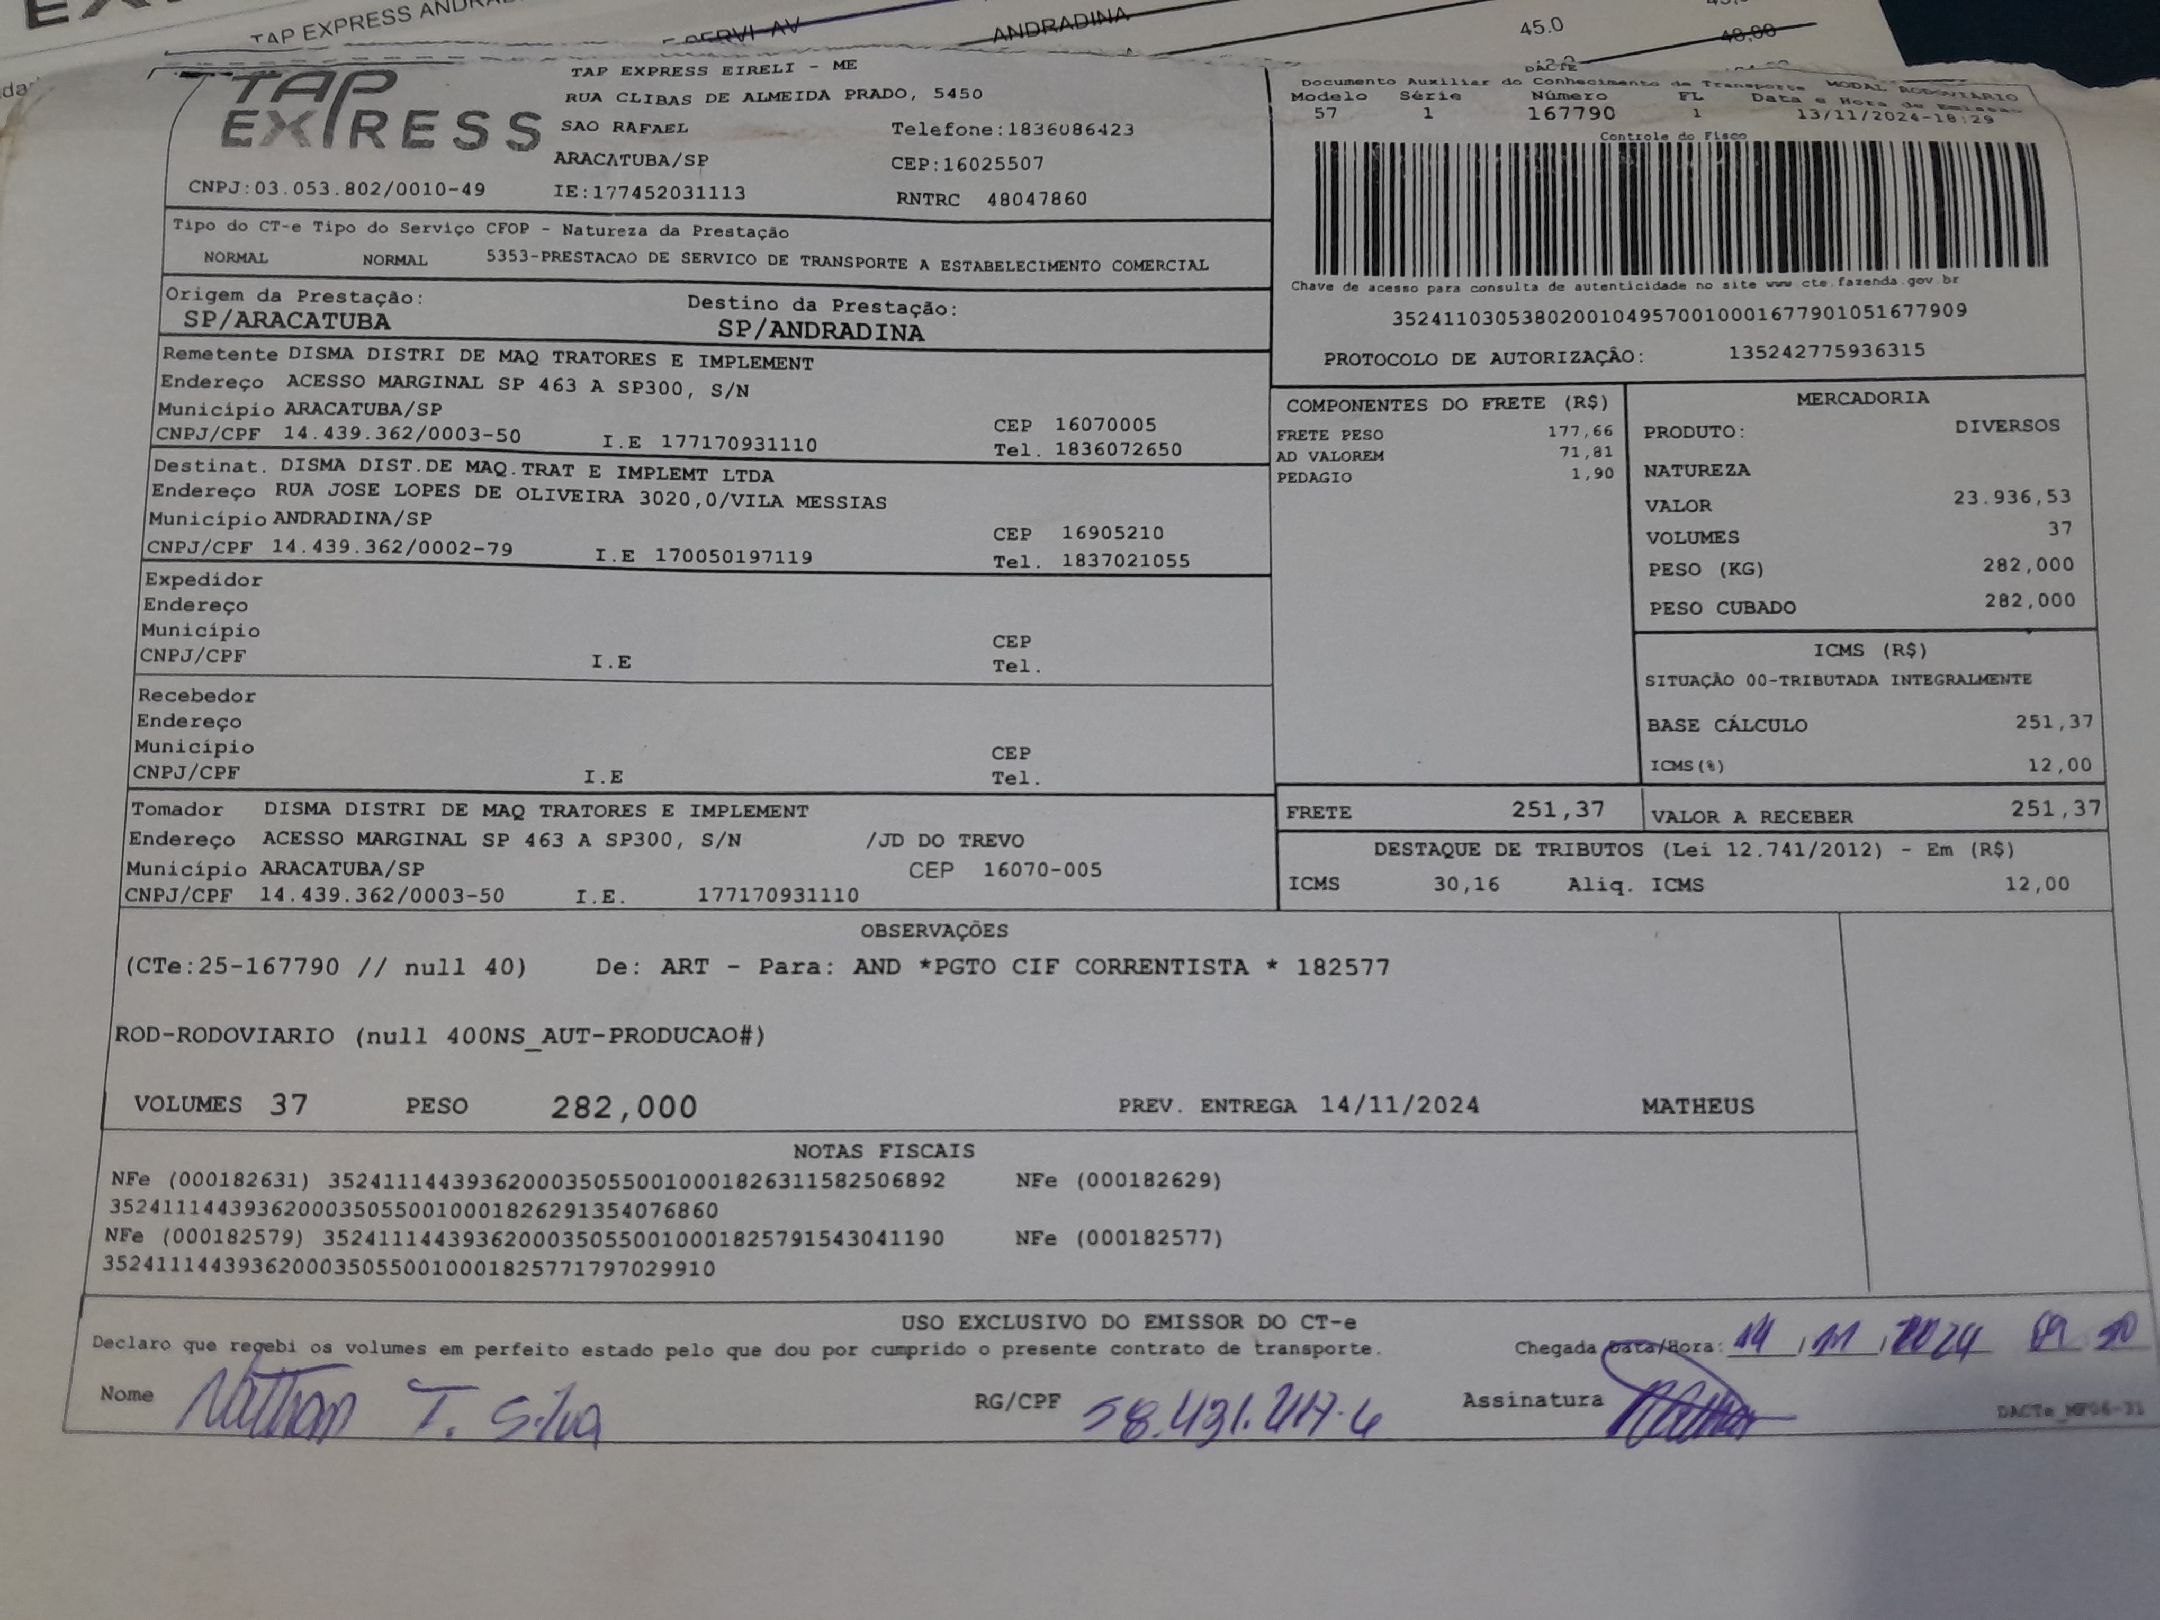 TAP EXPRESS
ANDRADINA
45.0
TAP EXPRESS
TAP EXPRESS EIRELI - ME
RUA CLIBAS DE ALMEIDA PRADO, 5450
SAO RAFAEL Telefone:1836086423
ARACATUBA/SP CEP:16025507
CNPJ:03.053.802/0010-49 IE:177452031113 RNTRC 48047860
DACTE
Documento Auxiliar do Conhecimento de Transporte MODAL RODOVIÁRIO
Modelo Série Número FL Data e Hora de Emissão
57 1 167790 1 13/11/2024-18:29
Controle do Fisco
Chave de acesso para consulta de autenticidade no site www.cte.fazenda.gov.br
35241103053802001049570010001677901051677909
PROTOCOLO DE AUTORIZAÇÃO: 135242775936315
Tipo do CT-e Tipo do Serviço CFOP - Natureza da Prestação
NORMAL NORMAL 5353-PRESTACAO DE SERVICO DE TRANSPORTE A ESTABELECIMENTO COMERCIAL
Origem da Prestação: Destino da Prestação:
SP/ARACATUBA SP/ANDRADINA
Remetente DISMA DISTRI DE MAQ TRATORES E IMPLEMENT
Endereço ACESSO MARGINAL SP 463 A SP300, S/N
Município ARACATUBA/SP CEP 16070005
CNPJ/CPF 14.439.362/0003-50 I.E 177170931110 Tel. 1836072650
Destinat. DISMA DIST.DE MAQ.TRAT E IMPLEMT LTDA
Endereço RUA JOSE LOPES DE OLIVEIRA 3020,0/VILA MESSIAS
Município ANDRADINA/SP CEP 16905210
CNPJ/CPF 14.439.362/0002-79 I.E 170050197119 Tel. 1837021055
Expedidor
Endereço
Município CEP
CNPJ/CPF I.E Tel.
Recebedor
Endereço
Município CEP
CNPJ/CPF I.E Tel.
Tomador DISMA DISTRI DE MAQ TRATORES E IMPLEMENT
Endereço ACESSO MARGINAL SP 463 A SP300, S/N /JD DO TREVO
Município ARACATUBA/SP CEP 16070-005
CNPJ/CPF 14.439.362/0003-50 I.E. 177170931110
COMPONENTES DO FRETE (R$)
FRETE PESO 177,66
AD VALOREM 71,81
PEDAGIO 1,90
MERCADORIA
PRODUTO: DIVERSOS
NATUREZA
VALOR 23.936,53
VOLUMES 37
PESO (KG) 282,000
PESO CUBADO 282,000
ICMS (R$)
SITUAÇÃO 00-TRIBUTADA INTEGRALMENTE
BASE CÁLCULO 251,37
ICMS(%) 12,00
FRETE 251,37 VALOR A RECEBER 251,37
DESTAQUE DE TRIBUTOS (Lei 12.741/2012) - Em (R$)
ICMS 30,16 Aliq. ICMS 12,00
OBSERVAÇÕES
(CTe:25-167790 // null 40) De: ART - Para: AND *PGTO CIF CORRENTISTA * 182577
ROD-RODOVIARIO (null 400NS_AUT-PRODUCAO#)
VOLUMES 37 PESO 282,000 PREV. ENTREGA 14/11/2024 MATHEUS
NOTAS FISCAIS
NFe (000182631) 35241114439362000350550010001826311582506892 NFe (000182629)
35241114439362000350550010001826291354076860
NFe (000182579) 35241114439362000350550010001825791543041190 NFe (000182577)
35241114439362000350550010001825771797029910
USO EXCLUSIVO DO EMISSOR DO CT-e
Declaro que regebi os volumes em perfeito estado pelo que dou por cumprido o presente contrato de transporte. Chegada Data/Hora: 14/11/2024
Nome Nathan T. Silva RG/CPF Assinatura
DACTe_MF06-31